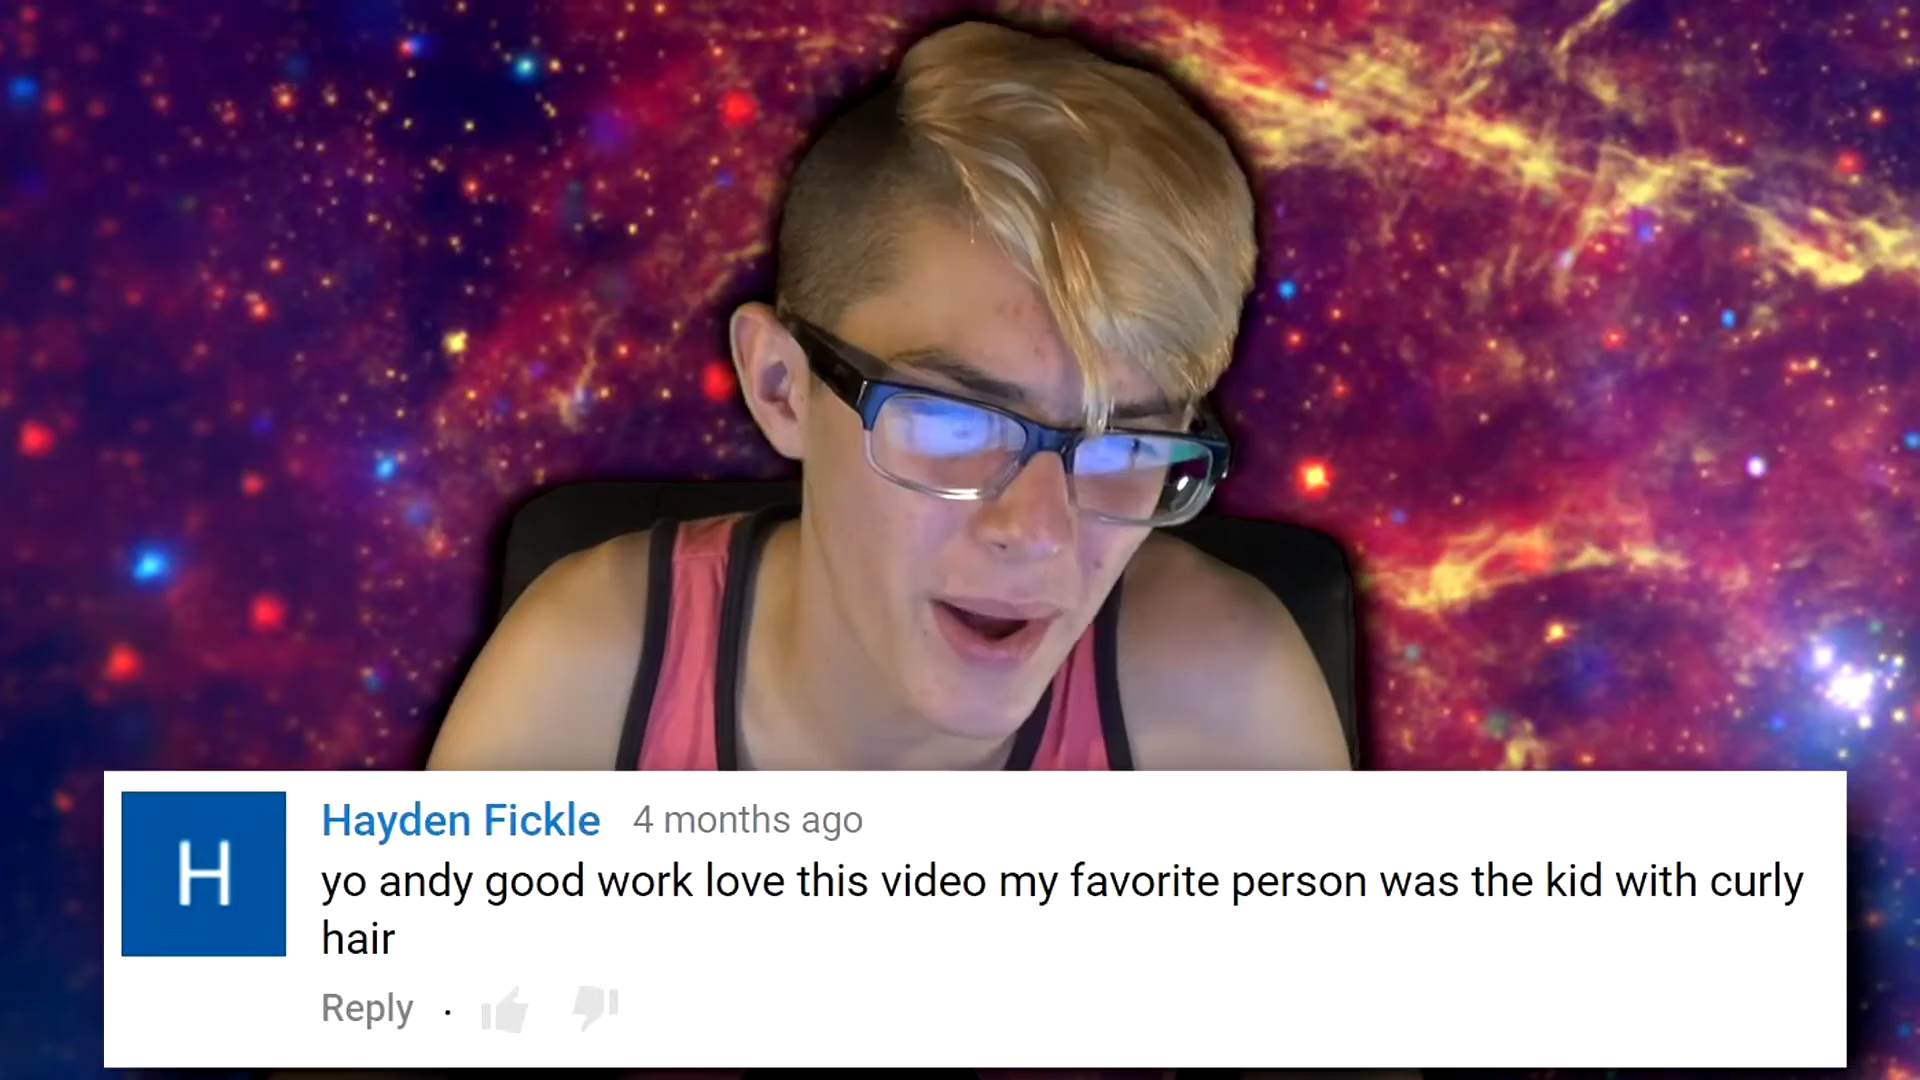 H
Hayden Fickle 4 months ago
yo andy good work love this video my favorite person was the kid with curly
hair
Reply ·